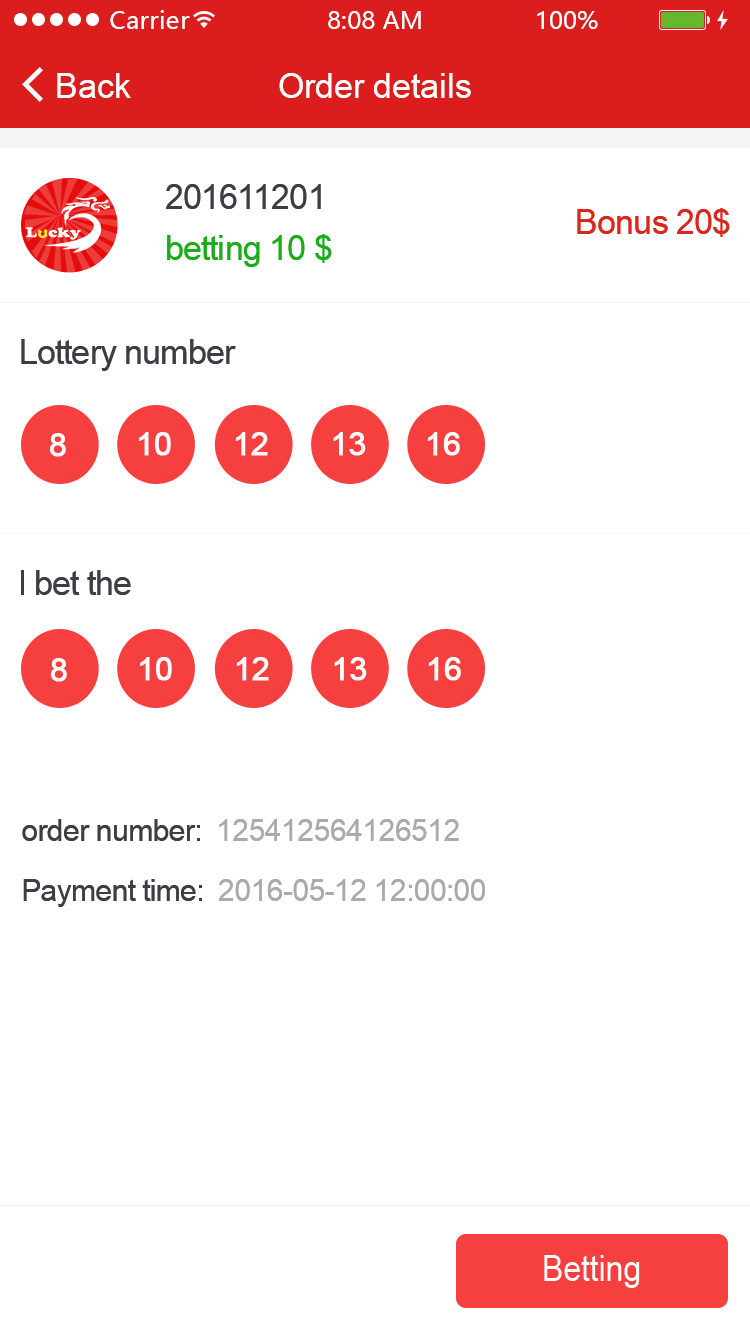 Carrier 8:08 AM 100%
Back Order details
201611201
Lucky
betting 10 $
Bonus 20$
Lottery number
8 10 12 13 16
I bet the
8 10 12 13 16
order number: 125412564126512
Payment time: 2016-05-12 12:00:00
Betting